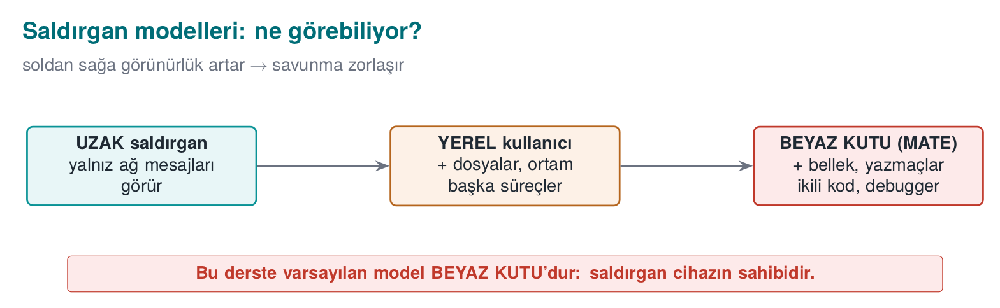 Saldırgan modelleri: ne görebiliyor?
soldan sağa görünürlük artar → savunma zorlaşır
UZAK saldırgan
yalnız ağ mesajları
görür
YEREL kullanıcı
+ dosyalar, ortam
başka süreçler
BEYAZ KUTU (MATE)
+ bellek, yazmaçlar
ikili kod, debugger
Bu derste varsayılan model BEYAZ KUTU’dur: saldırgan cihazın sahibidir.